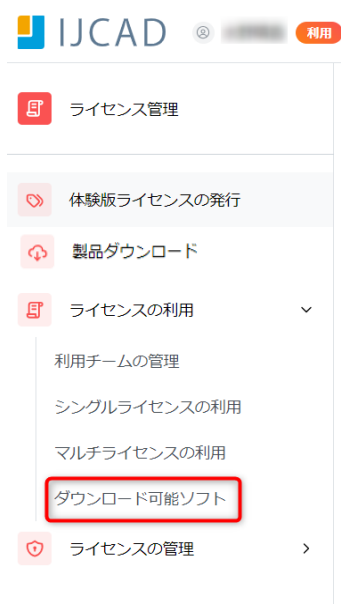 IJCAD
利用
ライセンス管理
体験版ライセンスの発行
製品ダウンロード
ライセンスの利用
利用チームの管理
シングルライセンスの利用
マルチライセンスの利用
ダウンロード可能ソフト
ライセンスの管理